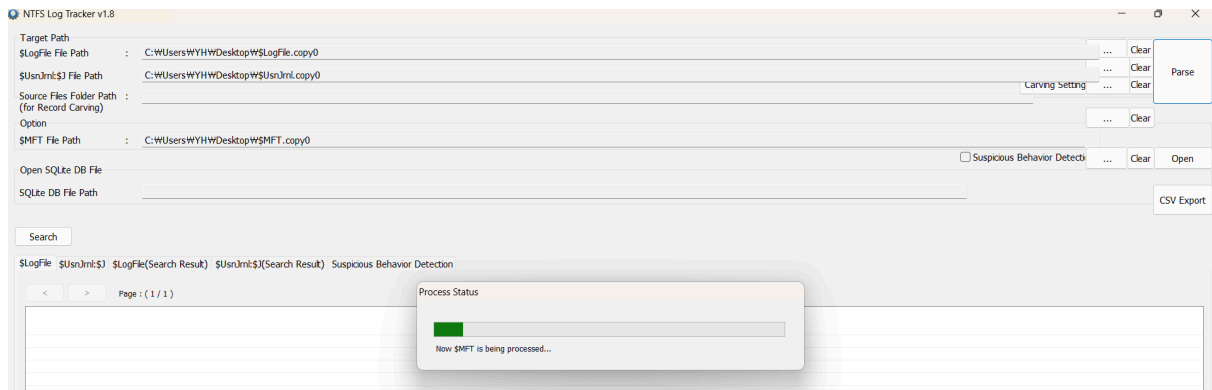 NTFS Log Tracker v1.8
Target Path
$LogFile File Path : C:₩Users₩YH₩Desktop₩$LogFile.copy0 ... Clear
$UsnJrnl:$J File Path C:₩Users₩YH₩Desktop₩$UsnJrnl.copy0 ... Clear
Parse
Source Files Folder Path : Carving Setting ... Clear
(for Record Carving)
Option ... Clear
$MFT File Path : C:₩Users₩YH₩Desktop₩$MFT.copy0
Suspicious Behavior Detecti ... Clear Open
Open SQLite DB File
SQLite DB File Path
CSV Export
Search
$LogFile $UsnJrnl:$J $LogFile(Search Result) $UsnJrnl:$J(Search Result) Suspicious Behavior Detection
< > Page : ( 1 / 1 )
Process Status
Now $MFT is being processed...